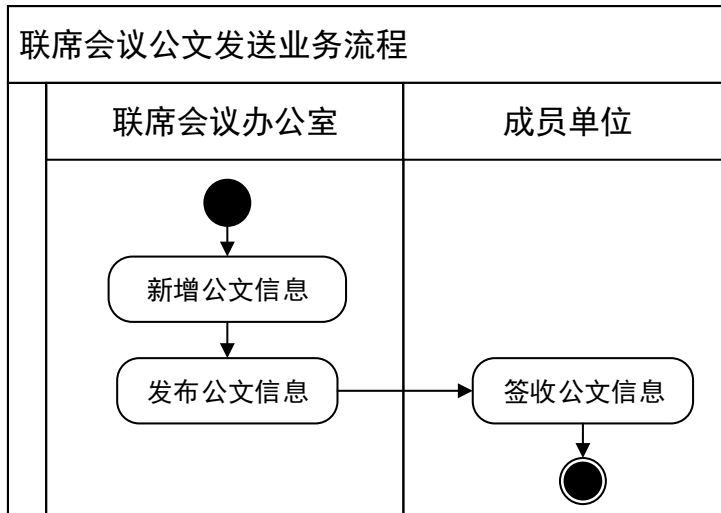 联席会议公文发送业务流程
联席会议办公室
成员单位
新增公文信息
发布公文信息
签收公文信息